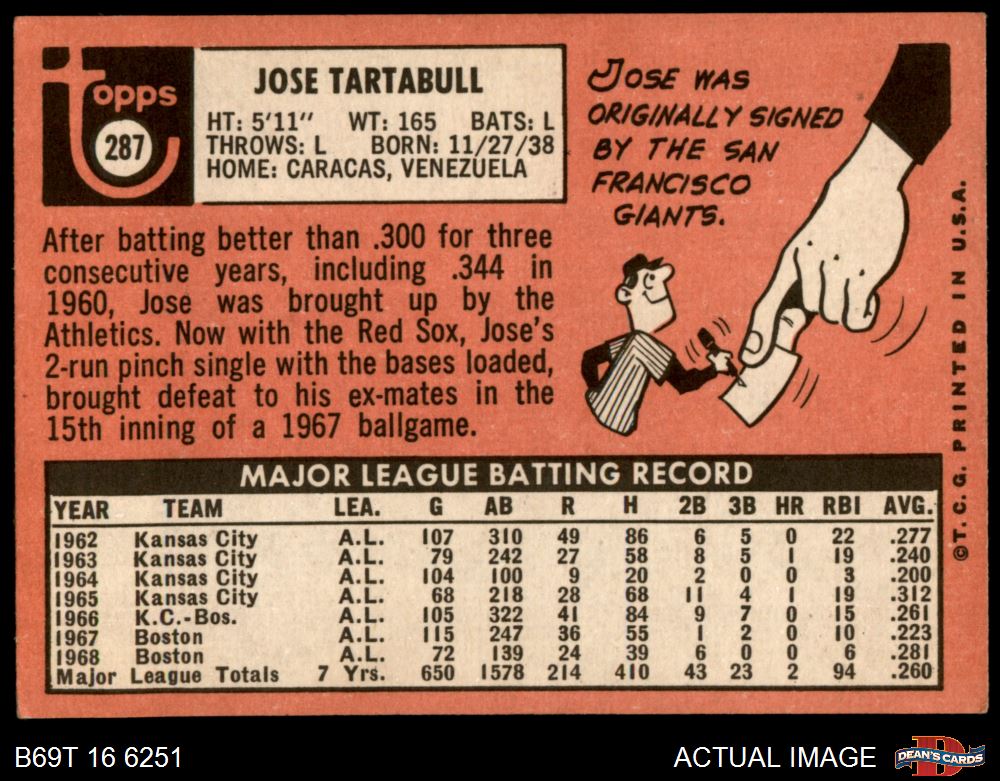 Topps
287
JOSE TARTABULL
HT: 5'11" WT: 165 BATS: L
THROWS: L BORN: 11/27/38
HOME: CARACAS, VENEZUELA
JOSE WAS
ORIGINALLY SIGNED
BY THE SAN
FRANCISCO
GIANTS.
After batting better than .300 for three
consecutive years, including .344 in
1960, Jose was brought up by the
Athletics. Now with the Red Sox, Jose's
2-run pinch single with the bases loaded,
brought defeat to his ex-mates in the
15th inning of a 1967 ballgame.
MAJOR LEAGUE BATTING RECORD
YEAR TEAM LEA. G AB R H 2B 3B HR RBI AVG.
1962 Kansas City A.L. 107 310 49 86 6 5 0 22 .277
1963 Kansas City A.L. 79 242 27 58 8 5 1 19 .240
1964 Kansas City A.L. 104 100 9 20 2 0 0 3 .200
1965 Kansas City A.L. 68 218 28 68 11 4 1 19 .312
1966 K.C.-Bos. A.L. 105 322 41 84 9 7 0 15 .261
1967 Boston A.L. 115 247 36 55 1 2 0 10 .223
1968 Boston A.L. 72 139 24 39 6 0 0 6 .281
Major League Totals 7 Yrs. 650 1578 214 410 43 23 2 94 .260
©T.C.G. PRINTED IN U.S.A.
B69T 16 6251
ACTUAL IMAGE
DEAN'S CARDS